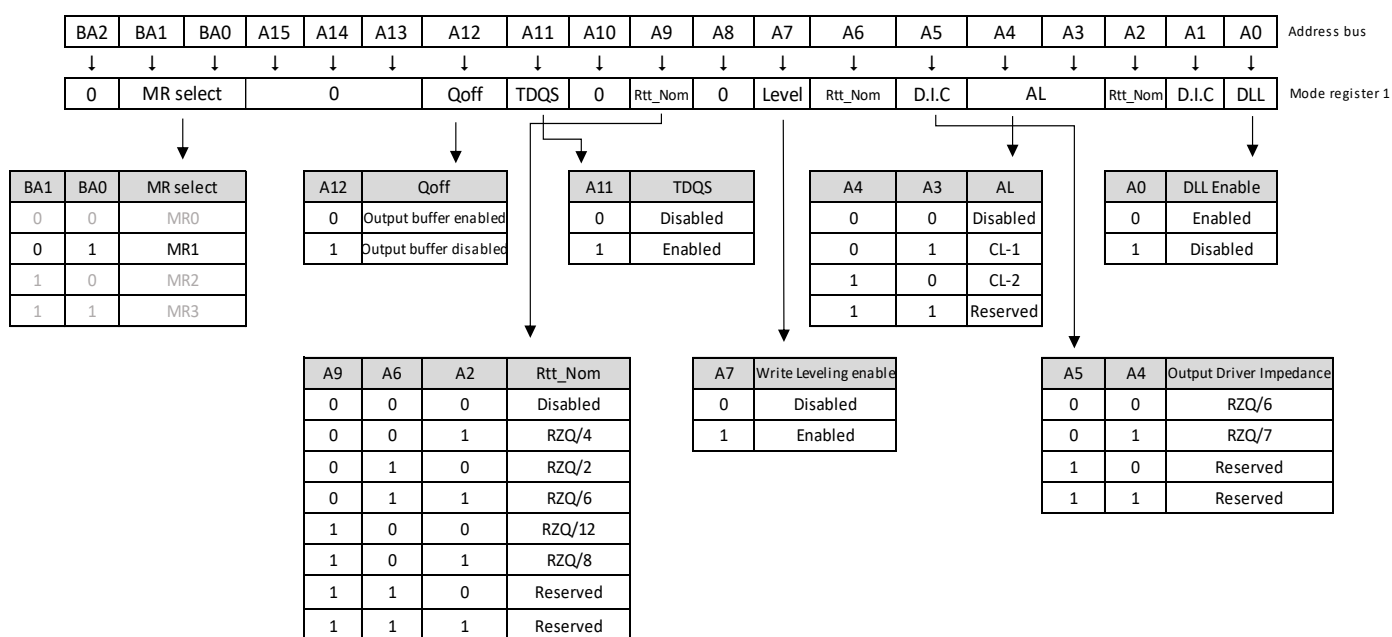 BA2 BA1 BA0 A15 A14 A13 A12 A11 A10 A9 A8 A7 A6 A5 A4 A3 A2 A1 A0 Address bus
↓ ↓ ↓ ↓ ↓ ↓ ↓ ↓ ↓ ↓ ↓ ↓ ↓ ↓ ↓ ↓ ↓ ↓ ↓
0 MR select 0 Qoff TDQS 0 Rtt_Nom 0 Level Rtt_Nom D.I.C AL Rtt_Nom D.I.C DLL Mode register 1
BA1 BA0 MR select
0 0 MR0
0 1 MR1
1 0 MR2
1 1 MR3
A12 Qoff
0 Output buffer enabled
1 Output buffer disabled
A11 TDQS
0 Disabled
1 Enabled
A4 A3 AL
0 0 Disabled
0 1 CL-1
1 0 CL-2
1 1 Reserved
A0 DLL Enable
0 Enabled
1 Disabled
A9 A6 A2 Rtt_Nom
0 0 0 Disabled
0 0 1 RZQ/4
0 1 0 RZQ/2
0 1 1 RZQ/6
1 0 0 RZQ/12
1 0 1 RZQ/8
1 1 0 Reserved
1 1 1 Reserved
A7 Write Leveling enable
0 Disabled
1 Enabled
A5 A4 Output Driver Impedance
0 0 RZQ/6
0 1 RZQ/7
1 0 Reserved
1 1 Reserved